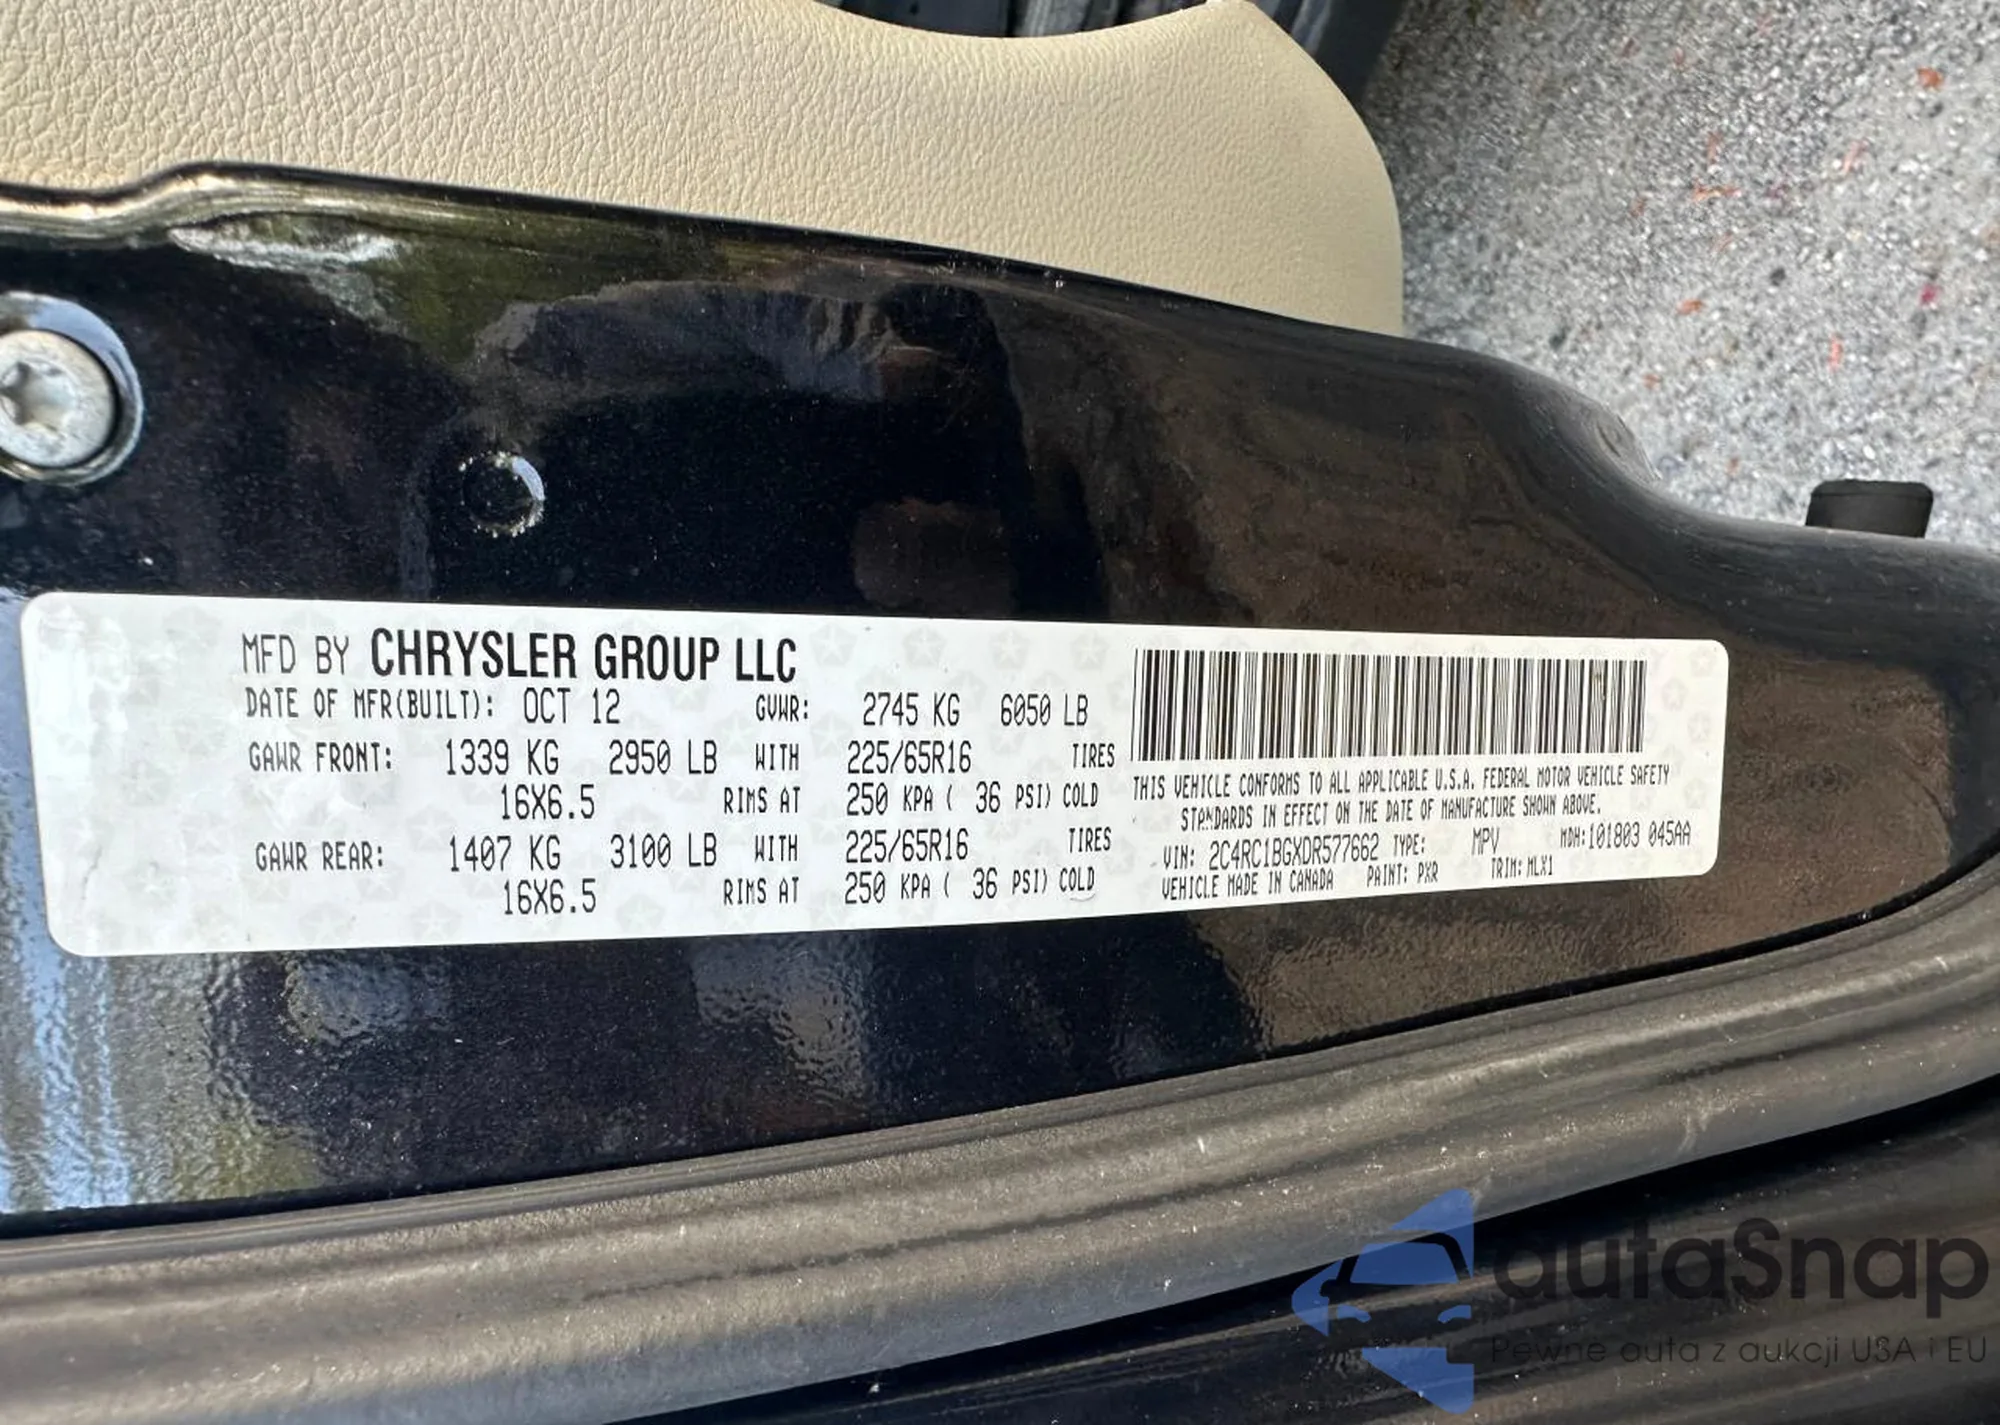 MFD BY CHRYSLER GROUP LLC
DATE OF MFR(BUILT): OCT 12 GVWR: 2745 KG 6050 LB
GAWR FRONT: 1339 KG 2950 LB WITH 225/65R16 TIRES
16X6.5 RIMS AT 250 KPA ( 36 PSI) COLD
GAWR REAR: 1407 KG 3100 LB WITH 225/65R16 TIRES
16X6.5 RIMS AT 250 KPA ( 36 PSI) COLD
THIS VEHICLE CONFORMS TO ALL APPLICABLE U.S.A. FEDERAL MOTOR VEHICLE SAFETY
STANDARDS IN EFFECT ON THE DATE OF MANUFACTURE SHOWN ABOVE.
VIN: 2C4RC1BGXDR577662 TYPE: MPV MDH:101803 045AA
VEHICLE MADE IN CANADA PAINT: PXR TRIM: MLX1
autaSnap
Pewne auta z aukcji USA i EU